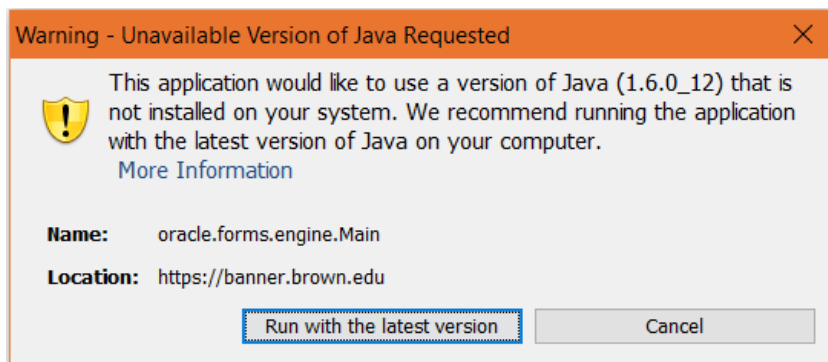 Warning - Unavailable Version of Java Requested
This application would like to use a version of Java (1.6.0_12) that is
not installed on your system. We recommend running the application
with the latest version of Java on your computer.
More Information
Name: oracle.forms.engine.Main
Location: https://banner.brown.edu
Run with the latest version Cancel